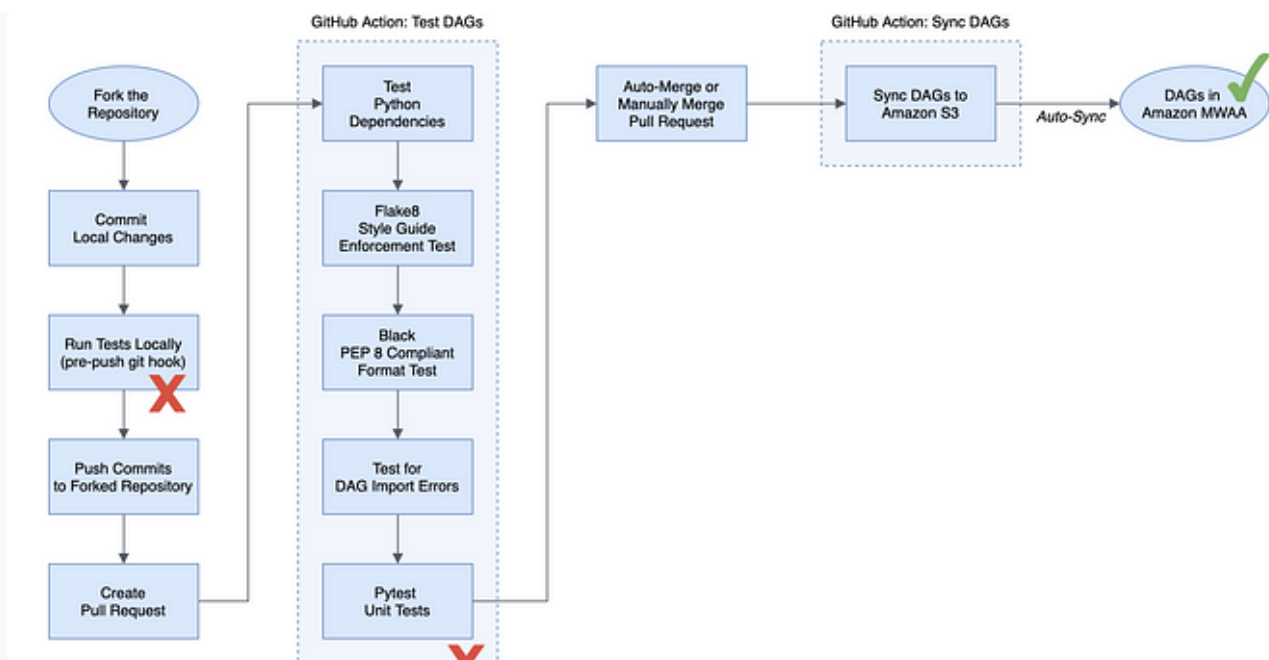 GitHub Action: Test DAGs
GitHub Action: Sync DAGs
Fork the
Repository
Commit
Local Changes
Run Tests Locally
(pre-push git hook)
Push Commits
to Forked Repository
Create
Pull Request
Test
Python
Dependencies
Flake8
Style Guide
Enforcement Test
Black
PEP 8 Compliant
Format Test
Test for
DAG Import Errors
Pytest
Unit Tests
Auto-Merge or
Manually Merge
Pull Request
Sync DAGs to
Amazon S3
Auto-Sync
DAGs in
Amazon MWAA